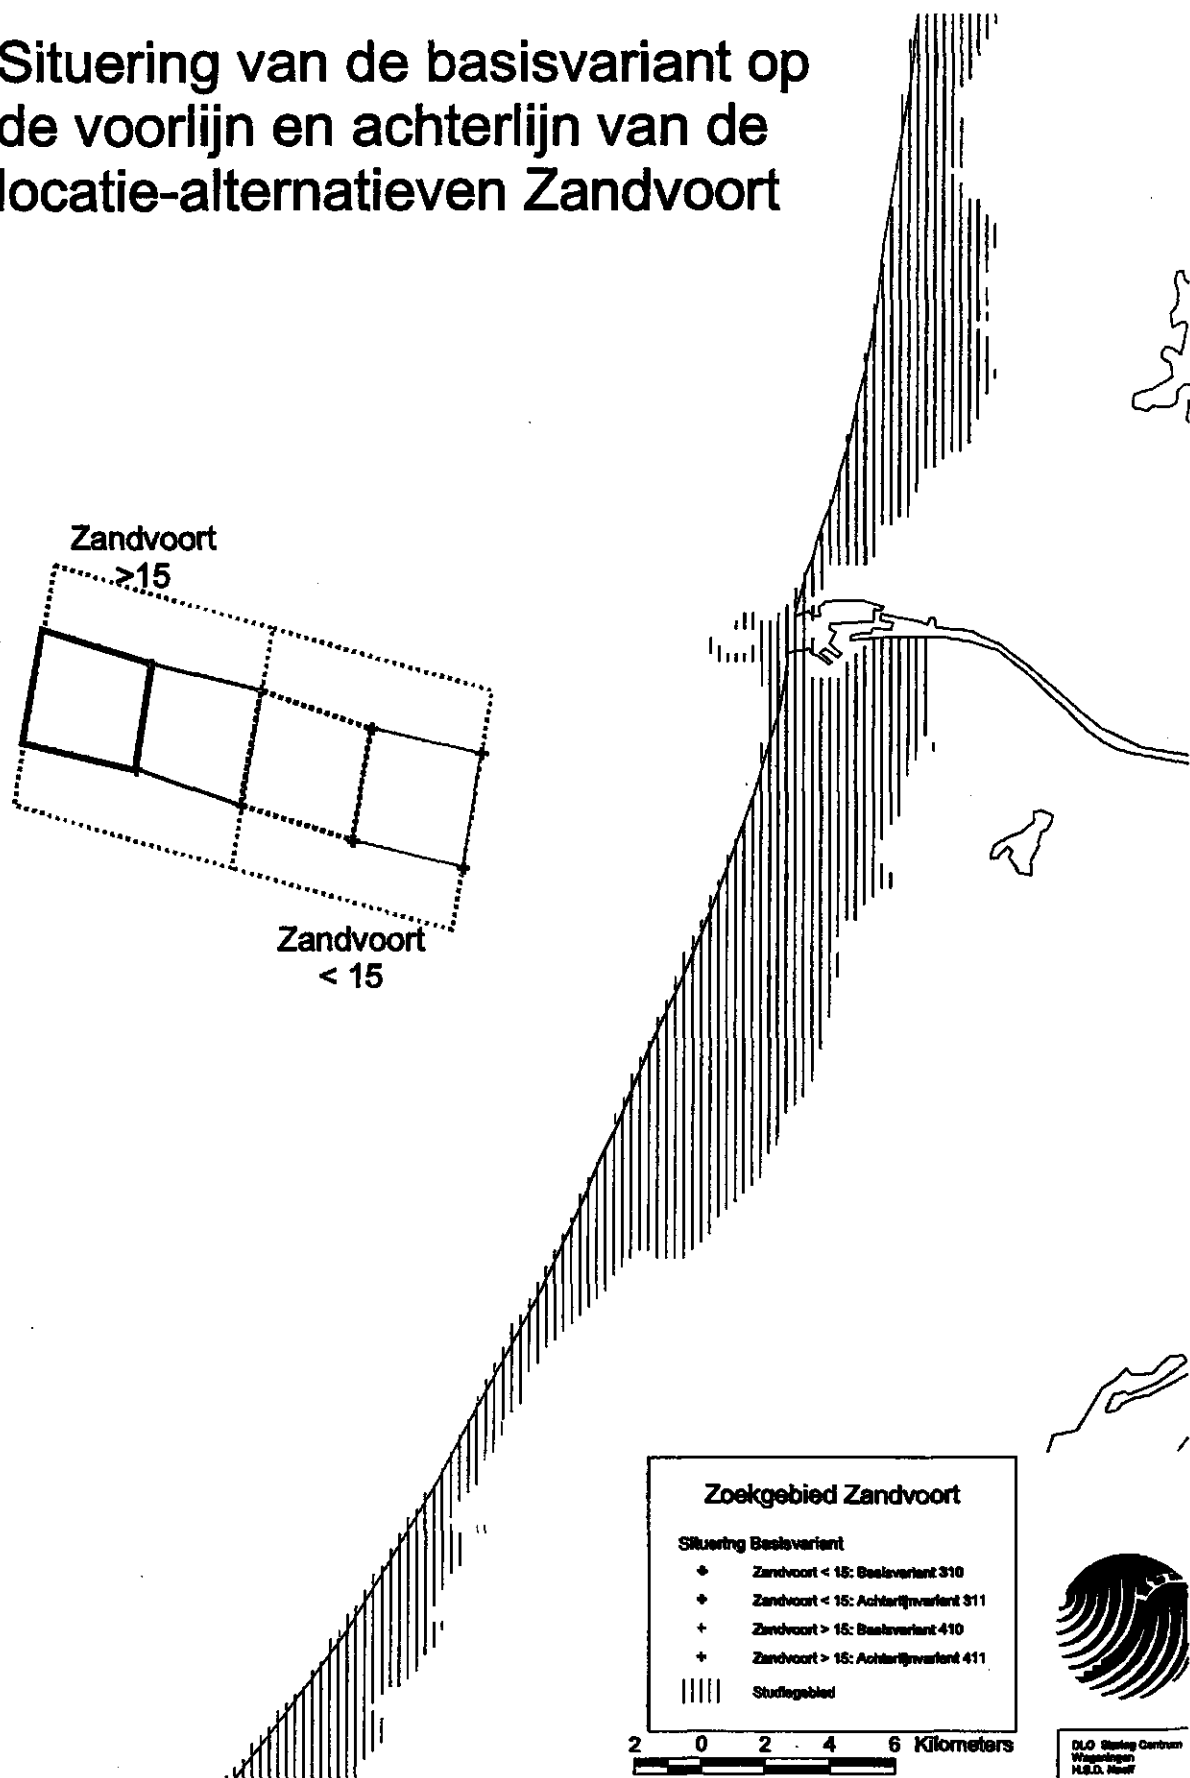 Situering van de basisvariant op
de voorlijn en achterlijn van de
locatie-alternatieven Zandvoort
Zandvoort
>15
Zandvoort
< 15
Zoekgebied Zandvoort
Situering Basisvariant
Zandvoort < 15: Basisvariant 310
Zandvoort < 15: Achterlijnvariant 311
Zandvoort > 15: Basisvariant 410
Zandvoort > 15: Achterlijnvariant 411
Studiegebied
2 0 2 4 6 Kilometers
DLO Staring Centrum
Wageningen
H.S.D.